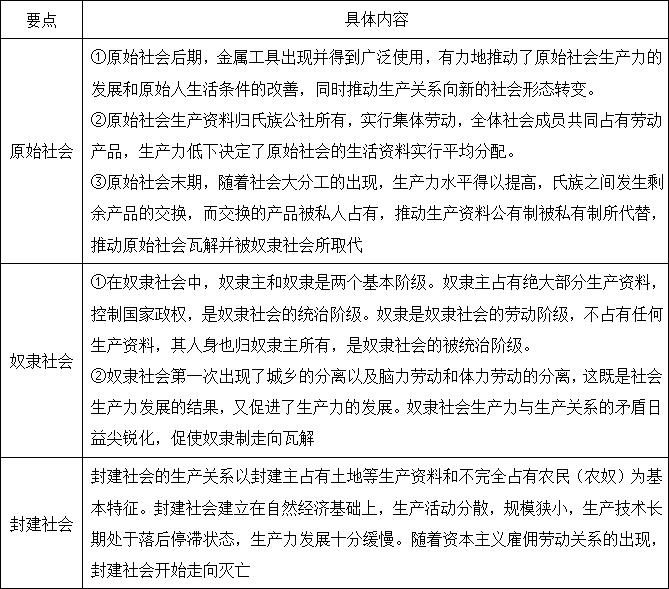 要点 具体内容
①原始社会后期，金属工具出现并得到广泛使用，有力地推动了原始社会生产力的
发展和原始人生活条件的改善，同时推动生产关系向新的社会形态转变。
②原始社会生产资料归氏族公社所有，实行集体劳动，全体社会成员共同占有劳动
原始社会
产品，生产力低下决定了原始社会的生活资料实行平均分配。
③原始社会末期，随着社会大分工的出现，生产力水平得以提高，氏族之间发生剩
余产品的交换，而交换的产品被私人占有，推动生产资料公有制被私有制所代替，
推动原始社会瓦解并被奴隶社会所取代
①在奴隶社会中，奴隶主和奴隶是两个基本阶级。奴隶主占有绝大部分生产资料，
控制国家政权，是奴隶社会的统治阶级。奴隶是奴隶社会的劳动阶级，不占有任何
生产资料，其人身也归奴隶主所有，是奴隶社会的被统治阶级。
奴隶社会
②奴隶社会第一次出现了城乡的分离以及脑力劳动和体力劳动的分离，这既是社会
生产力发展的结果，又促进了生产力的发展。奴隶社会生产力与生产关系的矛盾日
益尖锐化，促使奴隶制走向瓦解
封建社会的生产关系以封建主占有土地等生产资料和不完全占有农民（农奴）为基
本特征。封建社会建立在自然经济基础上，生产活动分散，规模狭小，生产技术长
封建社会
期处于落后停滞状态，生产力发展十分缓慢。随着资本主义雇佣劳动关系的出现，
封建社会开始走向灭亡